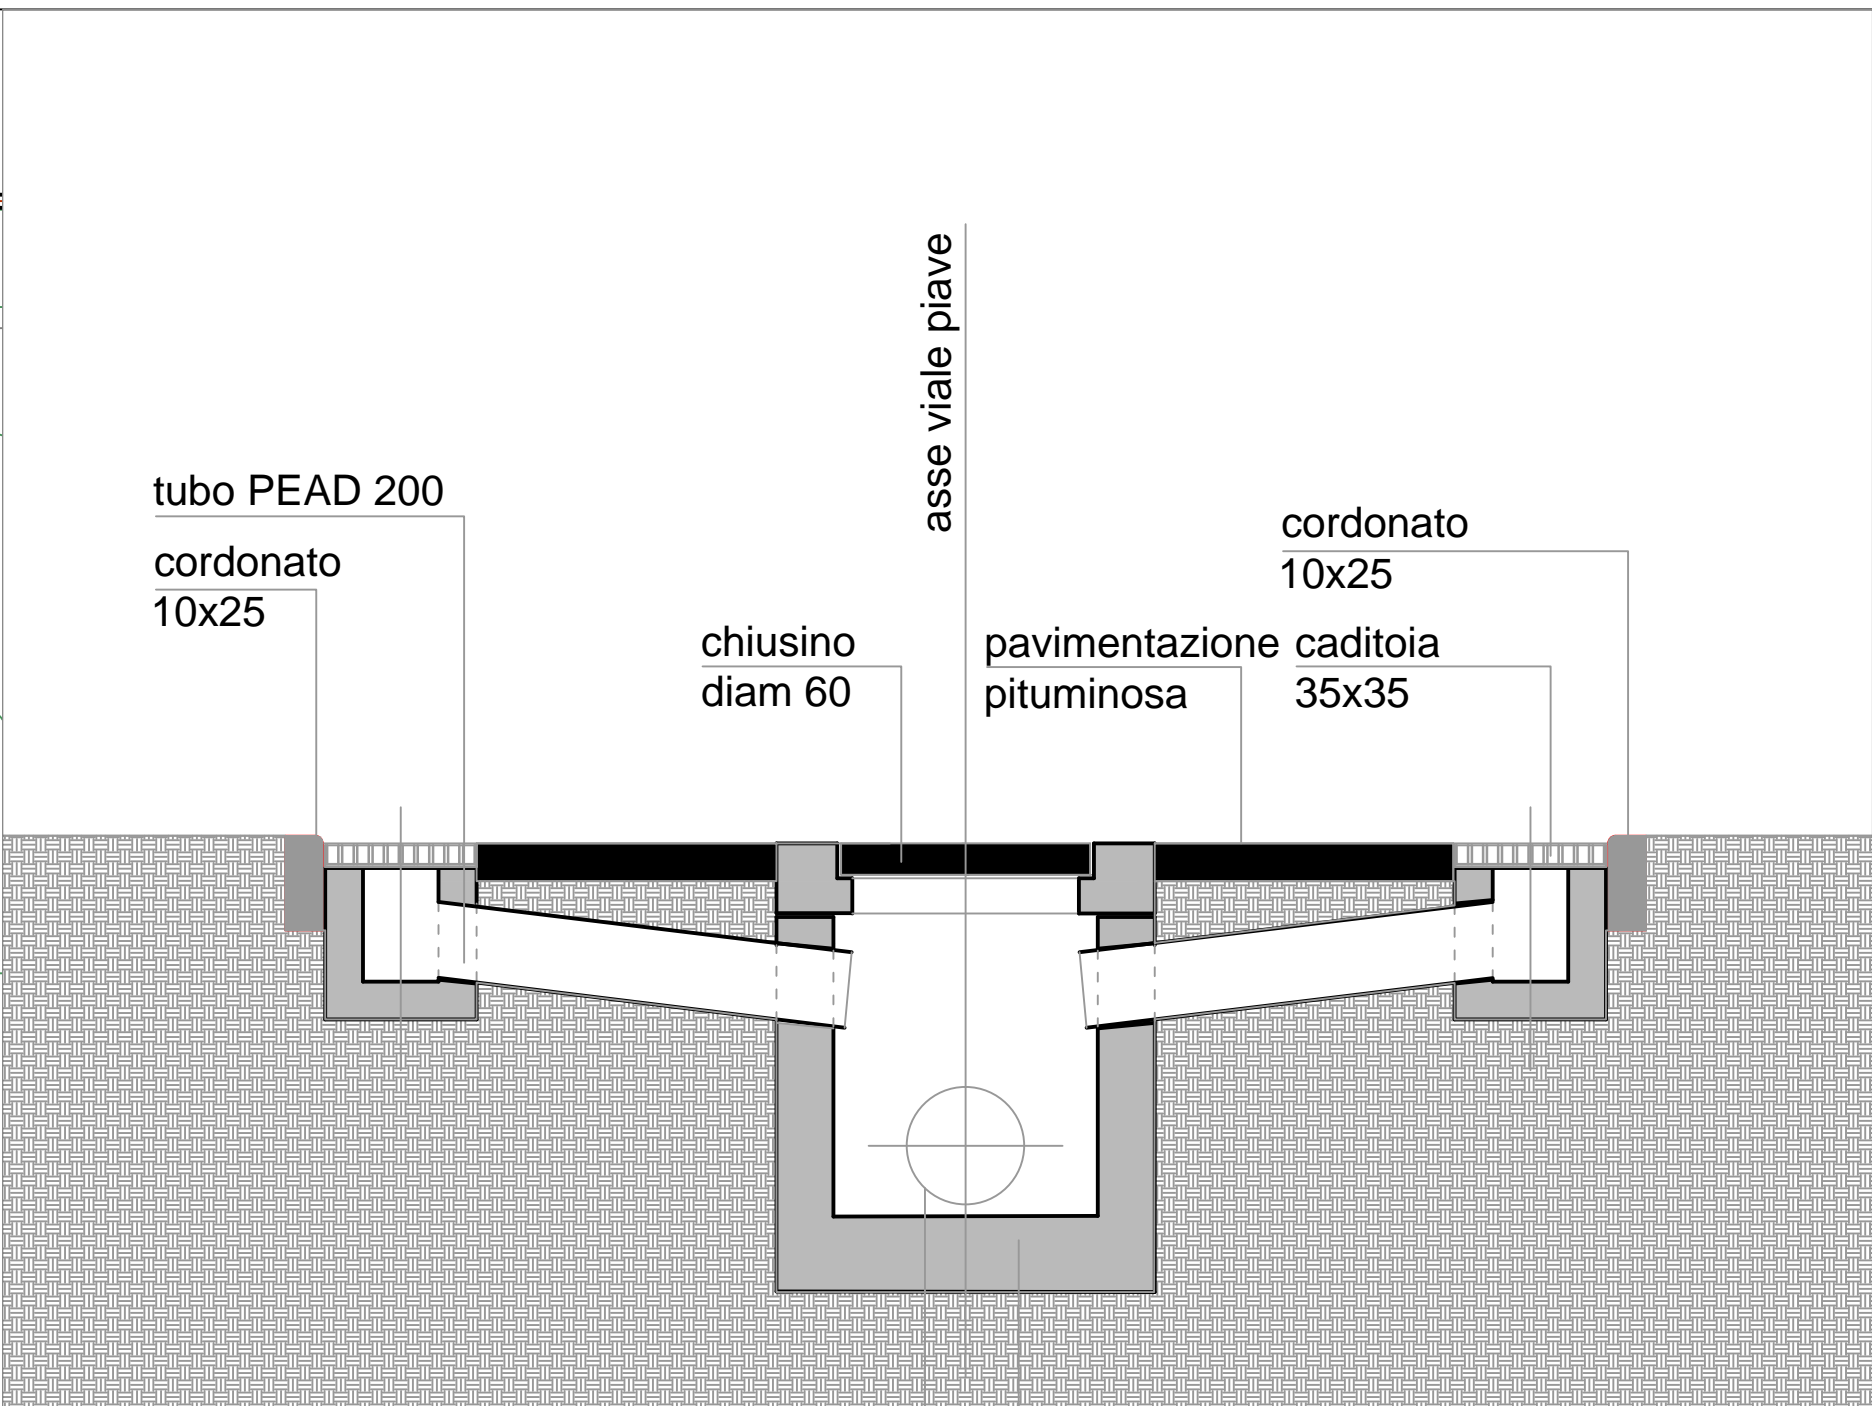 asse viale piave
tubo PEAD 200
cordonato
10x25
chiusino
diam 60
pavimentazione
pituminosa
cordonato
10x25
caditoia
35x35